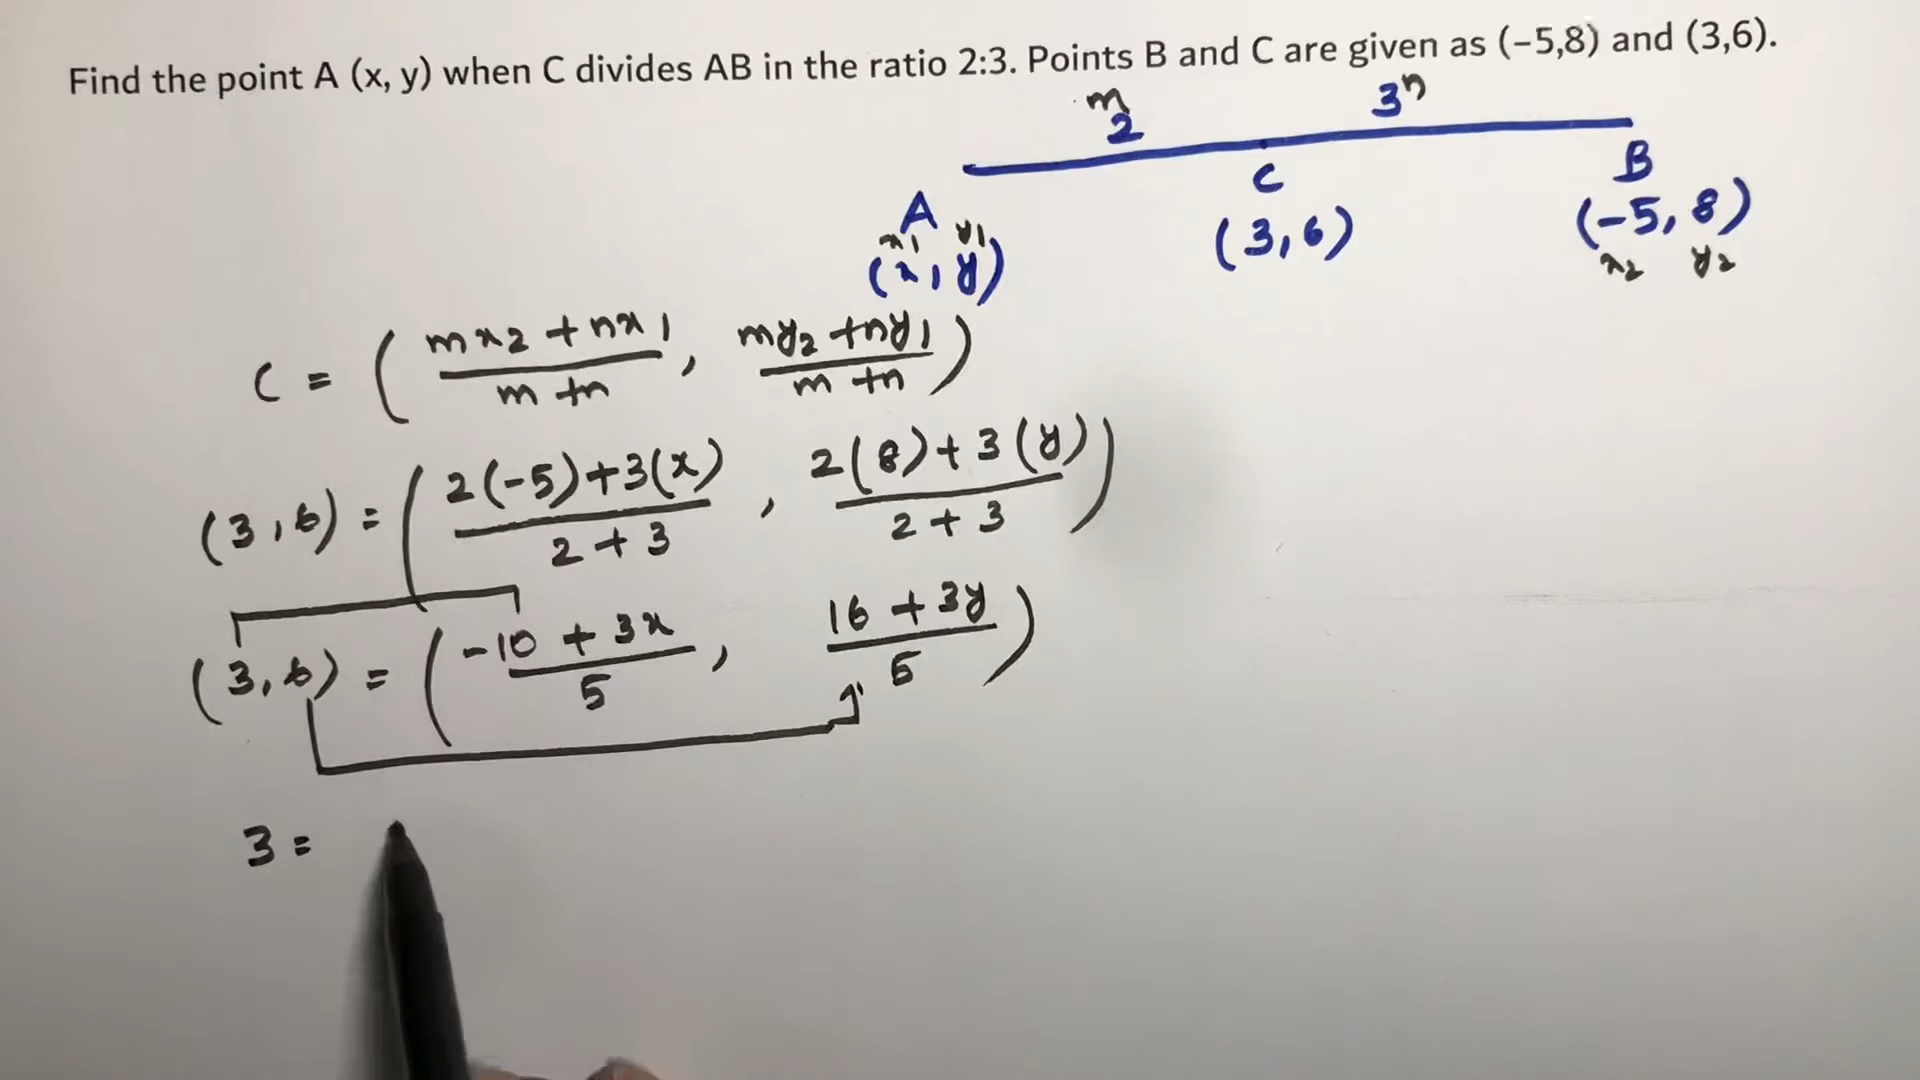 Find the point A (x, y) when C divides AB in the ratio 2:3. Points B and C are given as (−5,8) and (3,6).
m 3 n
2
C B
A (3,6) (-5, 8)
x1 y1 x2 y2
(x, y)
C = ( mx2 + nx1 / m + n , my2 + ny1 / m + n )
(3, 6) = ( 2(-5)+3(x) / 2 + 3 , 2(8)+3(y) / 2 + 3 )
(3, 6) = ( -10 + 3x / 5 , 16 + 3y / 5 )
3 =